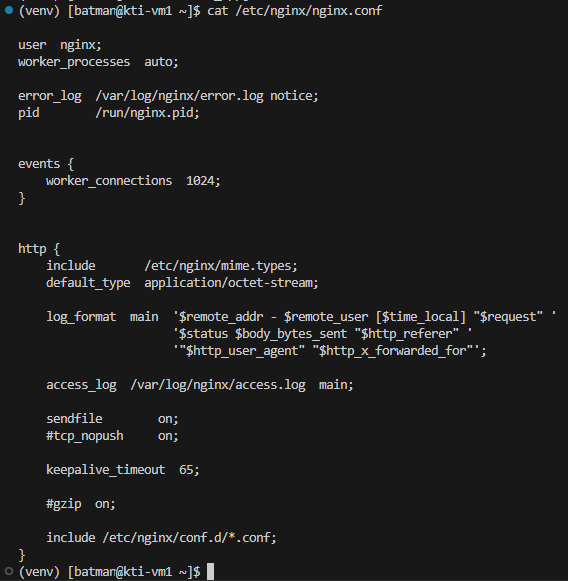 (venv) [batman@kti-vm1 ~]$ cat /etc/nginx/nginx.conf
user  nginx;
worker_processes  auto;
error_log  /var/log/nginx/error.log notice;
pid        /run/nginx.pid;
events {
    worker_connections  1024;
}
http {
    include       /etc/nginx/mime.types;
    default_type  application/octet-stream;
    log_format  main  '$remote_addr - $remote_user [$time_local] "$request" '
                      '$status $body_bytes_sent "$http_referer" '
                      '"$http_user_agent" "$http_x_forwarded_for"';
    access_log  /var/log/nginx/access.log  main;
    sendfile        on;
    #tcp_nopush     on;
    keepalive_timeout  65;
    #gzip  on;
    include /etc/nginx/conf.d/*.conf;
}
(venv) [batman@kti-vm1 ~]$